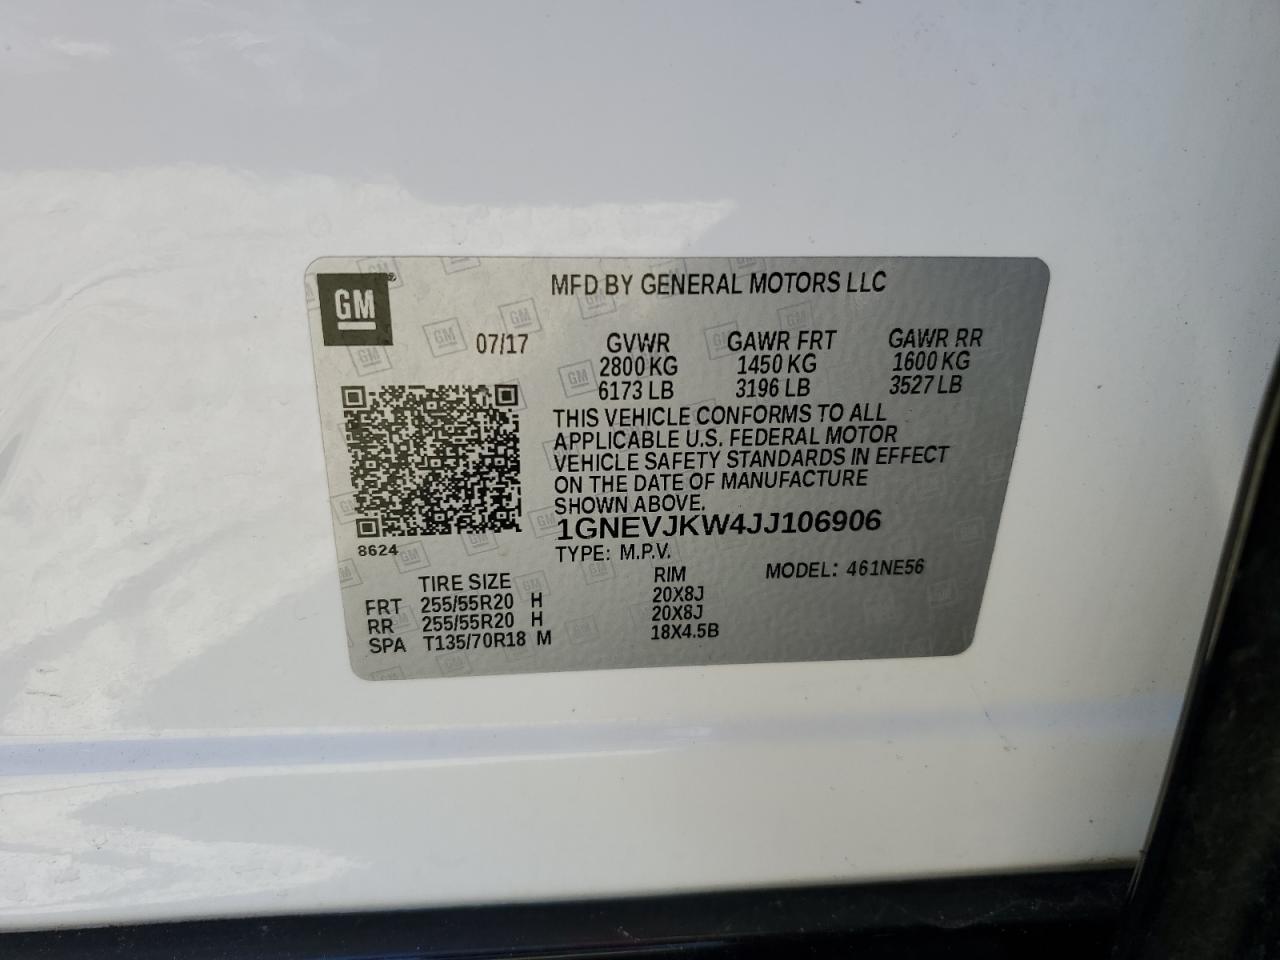 GM
MFD BY GENERAL MOTORS LLC
07/17
GVWR GAWR FRT GAWR RR
2800 KG 1450 KG 1600 KG
6173 LB 3196 LB 3527 LB
THIS VEHICLE CONFORMS TO ALL
APPLICABLE U.S. FEDERAL MOTOR
VEHICLE SAFETY STANDARDS IN EFFECT
ON THE DATE OF MANUFACTURE
SHOWN ABOVE.
1GNEVJKW4JJ106906
8624
TYPE: M.P.V.
MODEL: 461NE56
TIRE SIZE RIM
FRT 255/55R20 H 20X8J
RR 255/55R20 H 20X8J
SPA T135/70R18 M 18X4.5B